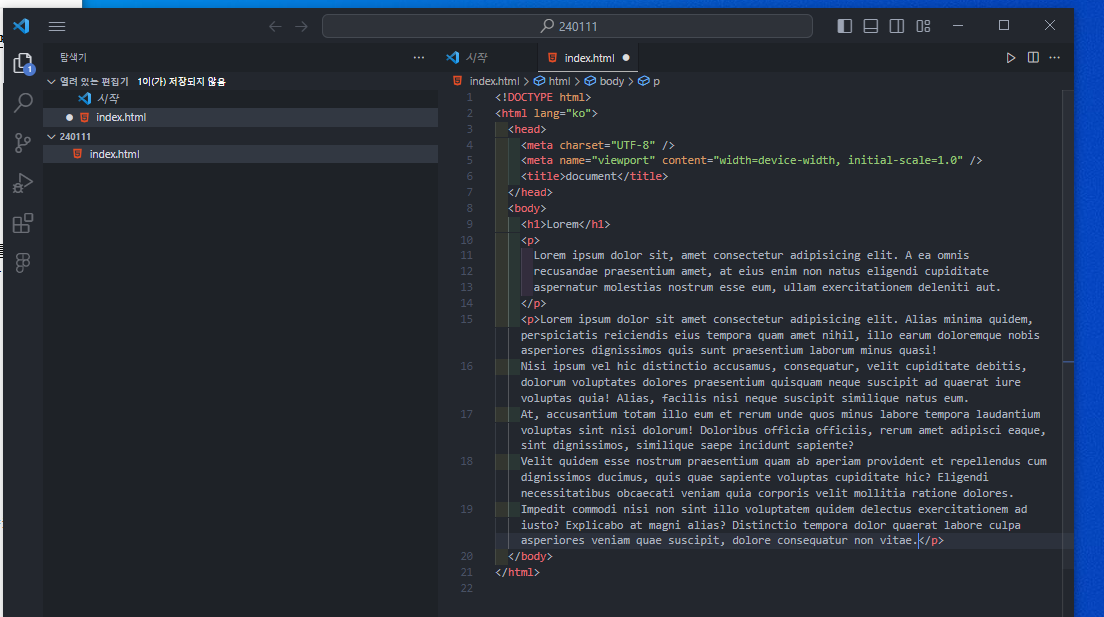 240111
탐색기
열려 있는 편집기 1이(가) 저장되지 않음
시작
index.html
240111
index.html
1
시작
index.html
index.html > html > body > p
1 <!DOCTYPE html>
2 <html lang="ko">
3 <head>
4 <meta charset="UTF-8" />
5 <meta name="viewport" content="width=device-width, initial-scale=1.0" />
6 <title>document</title>
7 </head>
8 <body>
9 <h1>Lorem</h1>
10 <p>
11 Lorem ipsum dolor sit, amet consectetur adipisicing elit. A ea omnis
12 recusandae praesentium amet, at eius enim non natus eligendi cupiditate
13 aspernatur molestias nostrum esse eum, ullam exercitationem deleniti aut.
14 </p>
15 <p>Lorem ipsum dolor sit amet consectetur adipisicing elit. Alias minima quidem,
perspiciatis reiciendis eius tempora quam amet nihil, illo earum doloremque nobis
asperiores dignissimos quis sunt praesentium laborum minus quasi!
16 Nisi ipsum vel hic distinctio accusamus, consequatur, velit cupiditate debitis,
dolorum voluptates dolores praesentium quisquam neque suscipit ad quaerat iure
voluptas quia! Alias, facilis nisi neque suscipit similique natus eum.
17 At, accusantium totam illo eum et rerum unde quos minus labore tempora laudantium
voluptas sint nisi dolorum! Doloribus officia officiis, rerum amet adipisci eaque,
sint dignissimos, similique saepe incidunt sapiente?
18 Velit quidem esse nostrum praesentium quam ab aperiam provident et repellendus cum
dignissimos ducimus, quis quae sapiente voluptas cupiditate hic? Eligendi
necessitatibus obcaecati veniam quia corporis velit mollitia ratione dolores.
19 Impedit commodi nisi non sint illo voluptatem quidem delectus exercitationem ad
iusto? Explicabo at magni alias? Distinctio tempora dolor quaerat labore culpa
asperiores veniam quae suscipit, dolore consequatur non vitae.</p>
20 </body>
21 </html>
22